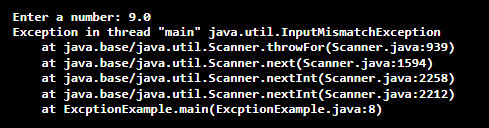 Enter a number: 9.0
Exception in thread "main" java.util.InputMismatchException
    at java.base/java.util.Scanner.throwFor(Scanner.java:939)
    at java.base/java.util.Scanner.next(Scanner.java:1594)
    at java.base/java.util.Scanner.nextInt(Scanner.java:2258)
    at java.base/java.util.Scanner.nextInt(Scanner.java:2212)
    at ExcptionExample.main(ExcptionExample.java:8)